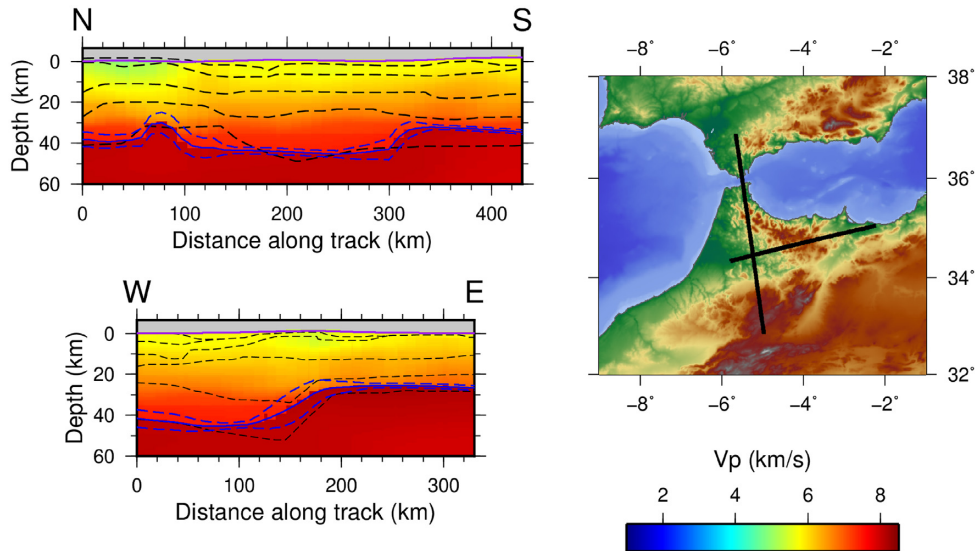 N S
0
20
40
60
Depth (km)
0 100 200 300 400
Distance along track (km)
W E
0
20
40
60
Depth (km)
0 100 200 300
Distance along track (km)
−8° −6° −4° −2°
38°
36°
34°
32°
−8° −6° −4° −2°
Vp (km/s)
2 4 6 8